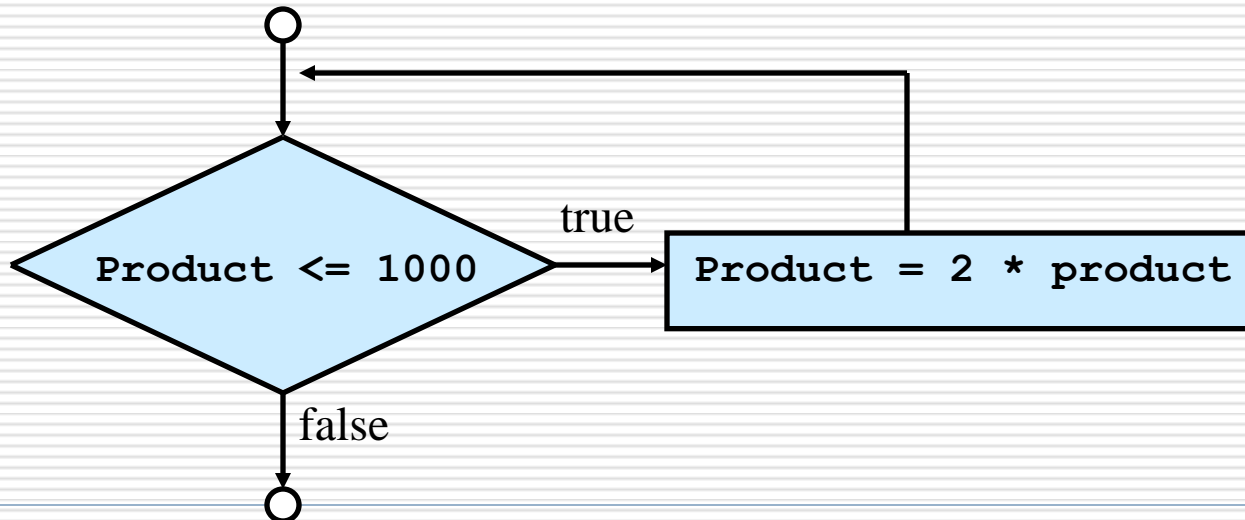 true
Product <= 1000
Product = 2 * product
false